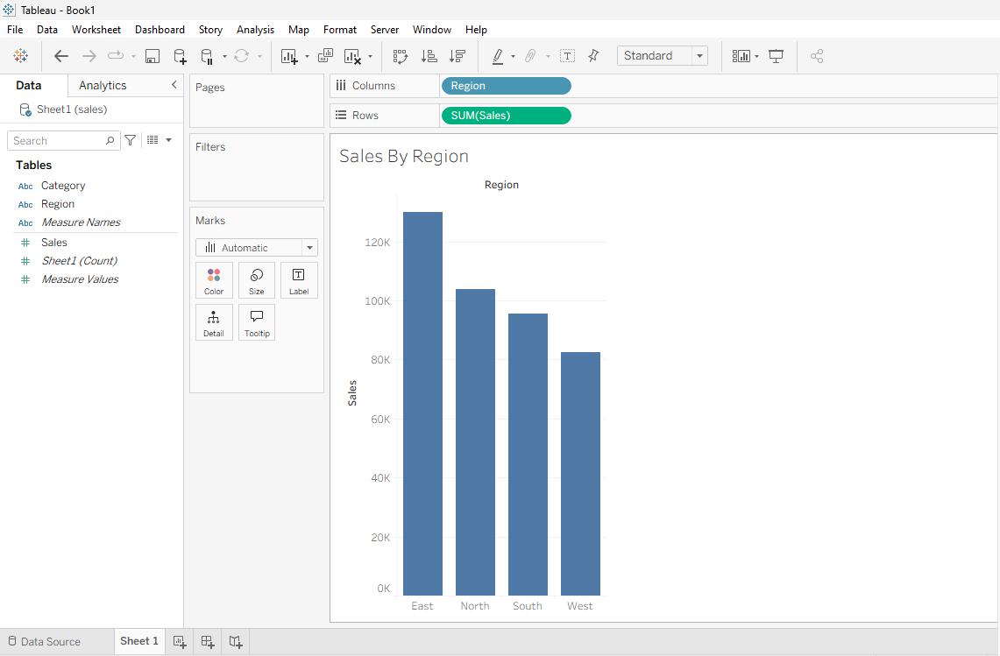 Tableau - Book1
File Data Worksheet Dashboard Story Analysis Map Format Server Window Help
T Standard
Data Analytics
Sheet1 (sales)
Search
Tables
Abc Category
Abc Region
Abc Measure Names
# Sales
# Sheet1 (Count)
# Measure Values
Pages
Filters
Marks
Automatic
Color Size T Label
Detail Tooltip
Columns Region
Rows SUM(Sales)
Sales By Region
Region
120K
100K
80K
60K
40K
20K
0K
Sales
East North South West
Data Source Sheet 1